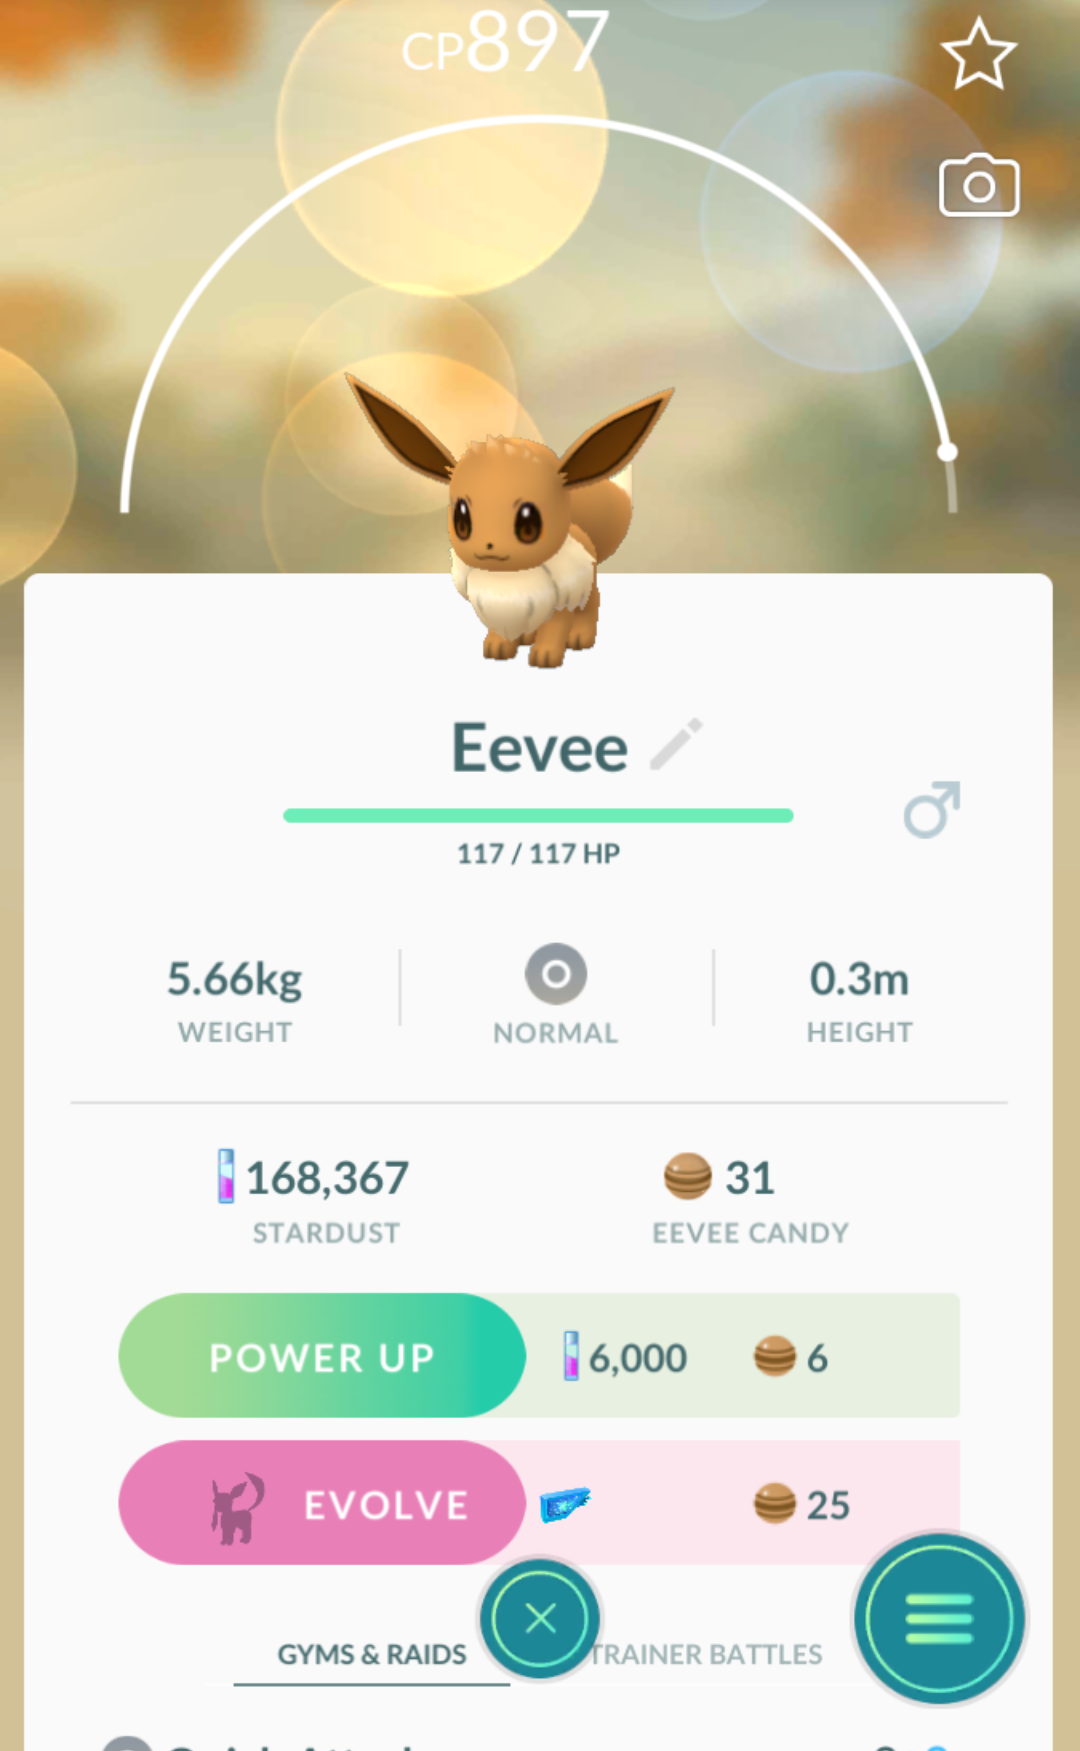 CP897
Eevee
117 / 117 HP
5.66kg
WEIGHT
NORMAL
0.3m
HEIGHT
168,367
STARDUST
31
EEVEE CANDY
POWER UP 6,000 6
EVOLVE 25
GYMS & RAIDS TRAINER BATTLES